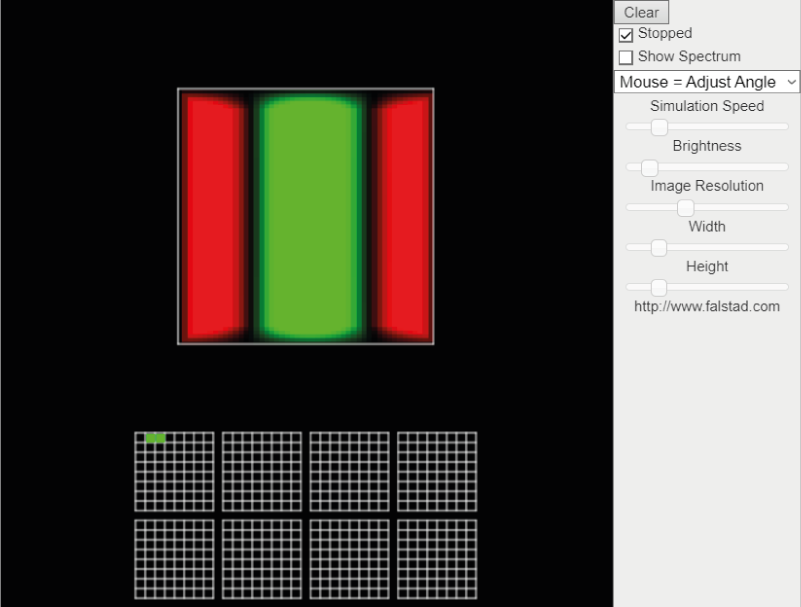 Clear
Stopped
Show Spectrum
Mouse = Adjust Angle
Simulation Speed
Brightness
Image Resolution
Width
Height
http://www.falstad.com